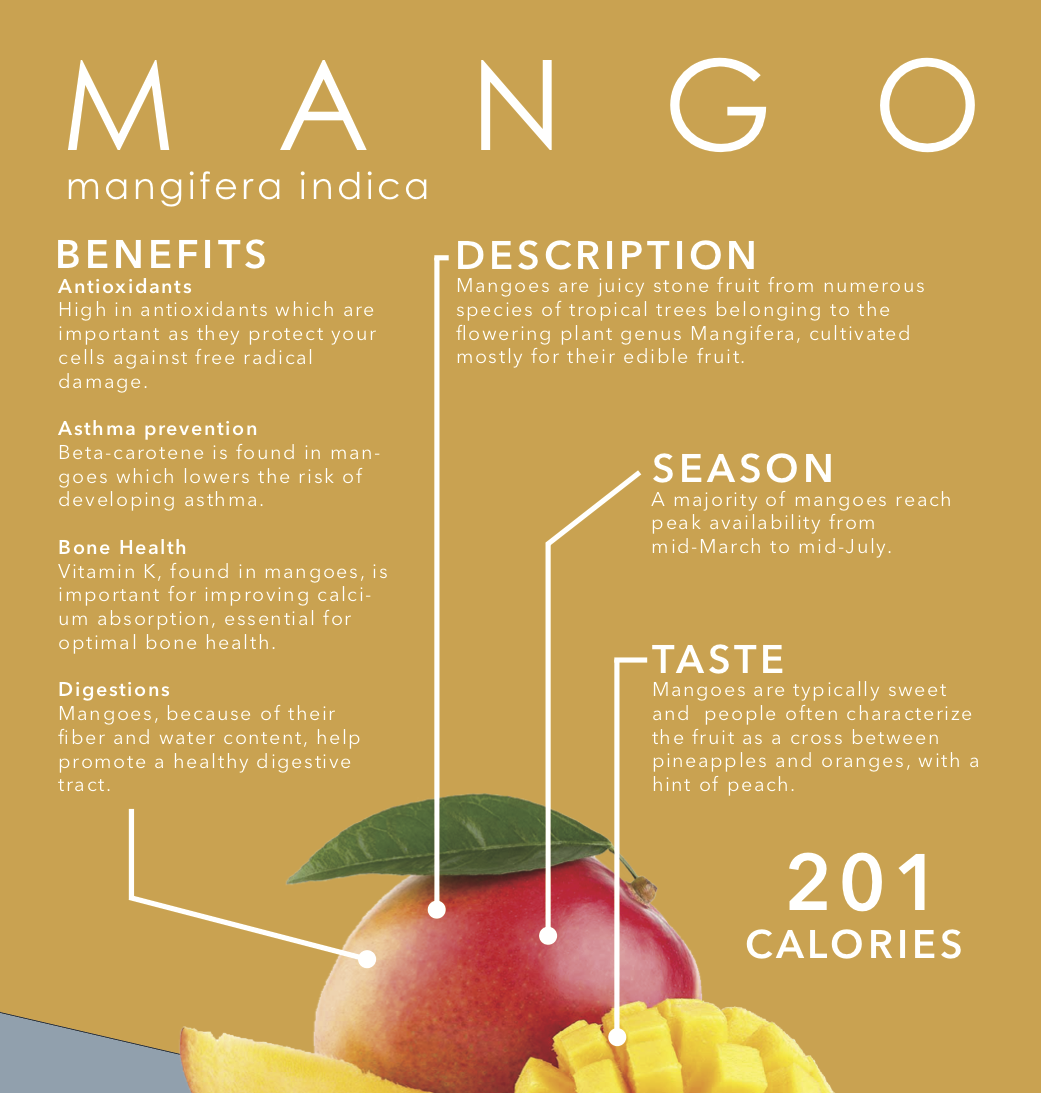 MANGO
mangifera indica
BENEFITS
Antioxidants
High in antioxidants which are
important as they protect your
cells against free radical
damage.
Asthma prevention
Beta-carotene is found in man-
goes which lowers the risk of
developing asthma.
Bone Health
Vitamin K, found in mangoes, is
important for improving calci-
um absorption, essential for
optimal bone health.
Digestions
Mangoes, because of their
fiber and water content, help
promote a healthy digestive
tract.
DESCRIPTION
Mangoes are juicy stone fruit from numerous
species of tropical trees belonging to the
flowering plant genus Mangifera, cultivated
mostly for their edible fruit.
SEASON
A majority of mangoes reach
peak availability from
mid-March to mid-July.
TASTE
Mangoes are typically sweet
and  people often characterize
the fruit as a cross between
pineapples and oranges, with a
hint of peach.
201
CALORIES